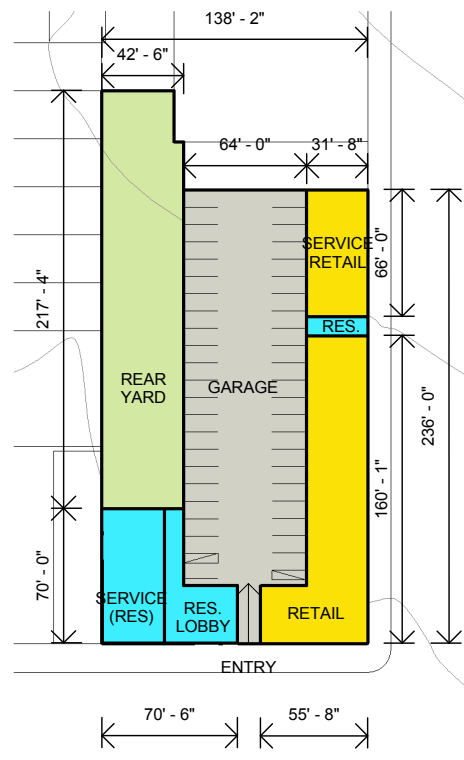 138' - 2"
42' - 6"
64' - 0"
31' - 8"
SERVICE
RETAIL
66' - 0"
217' - 4"
RES.
REAR
YARD
GARAGE
236' - 0"
160' - 1"
70' - 0"
SERVICE
(RES)
RES.
LOBBY
RETAIL
ENTRY
70' - 6"
55' - 8"